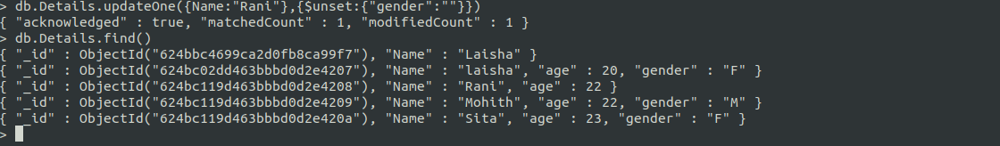 > db.Details.updateOne({Name:"Rani"},{$unset:{"gender":""}})
{ "acknowledged" : true, "matchedCount" : 1, "modifiedCount" : 1 }
> db.Details.find()
{ "_id" : ObjectId("624bbc4699ca2d0fb8ca99f7"), "Name" : "Laisha" }
{ "_id" : ObjectId("624bc02dd463bbbd0d2e4207"), "Name" : "laisha", "age" : 20, "gender" : "F" }
{ "_id" : ObjectId("624bc119d463bbbd0d2e4208"), "Name" : "Rani", "age" : 22 }
{ "_id" : ObjectId("624bc119d463bbbd0d2e4209"), "Name" : "Mohith", "age" : 22, "gender" : "M" }
{ "_id" : ObjectId("624bc119d463bbbd0d2e420a"), "Name" : "Sita", "age" : 23, "gender" : "F" }
>